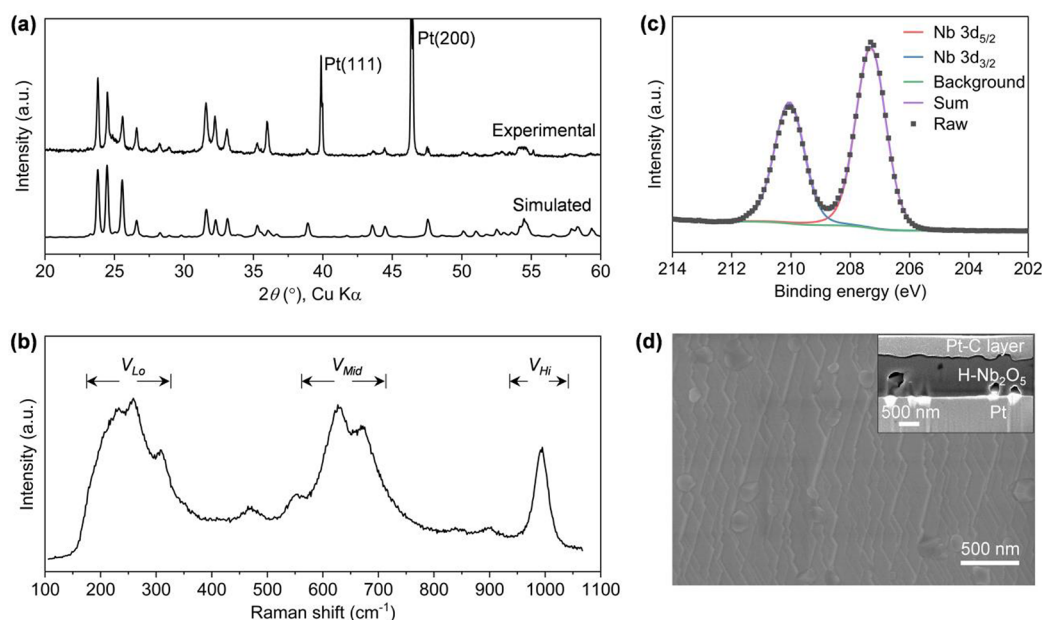 (a)
Pt(200)
Pt(111)
Experimental
Simulated
Intensity (a.u.)
20 25 30 35 40 45 50 55 60
2θ (°), Cu Kα
(c)
Nb 3d5/2
Nb 3d3/2
Background
Sum
Raw
Intensity (a.u.)
214 212 210 208 206 204 202
Binding energy (eV)
(b)
VLo
VMid
VHi
Intensity (a.u.)
100 200 300 400 500 600 700 800 900 1000 1100
Raman shift (cm-1)
(d)
Pt-C layer
H-Nb2O5
500 nm
Pt
500 nm